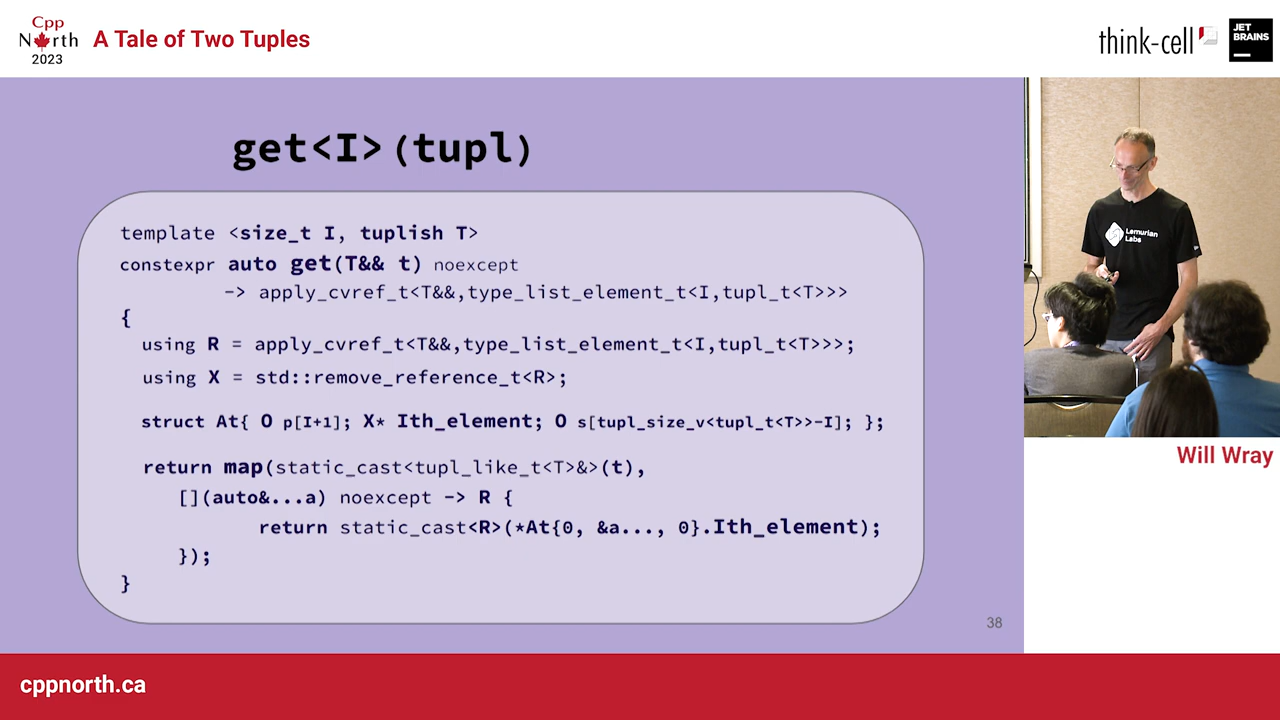 Cpp
North
2023
A Tale of Two Tuples
think-cell
JET
BRAINS
get<I>(tupl)
template <size_t I, tuplish T>
constexpr auto get(T&& t) noexcept
-> apply_cvref_t<T&&,type_list_element_t<I,tupl_t<T>>>
{
using R = apply_cvref_t<T&&,type_list_element_t<I,tupl_t<T>>>;
using X = std::remove_reference_t<R>;
struct At{ O p[I+1]; X* Ith_element; O s[tupl_size_v<tupl_t<T>>-I]; };
return map(static_cast<tupl_like_t<T>&>(t),
[](auto&...a) noexcept -> R {
return static_cast<R>(*At{0, &a..., 0}.Ith_element);
});
}
38
Lemurian
Labs
Will Wray
cppnorth.ca